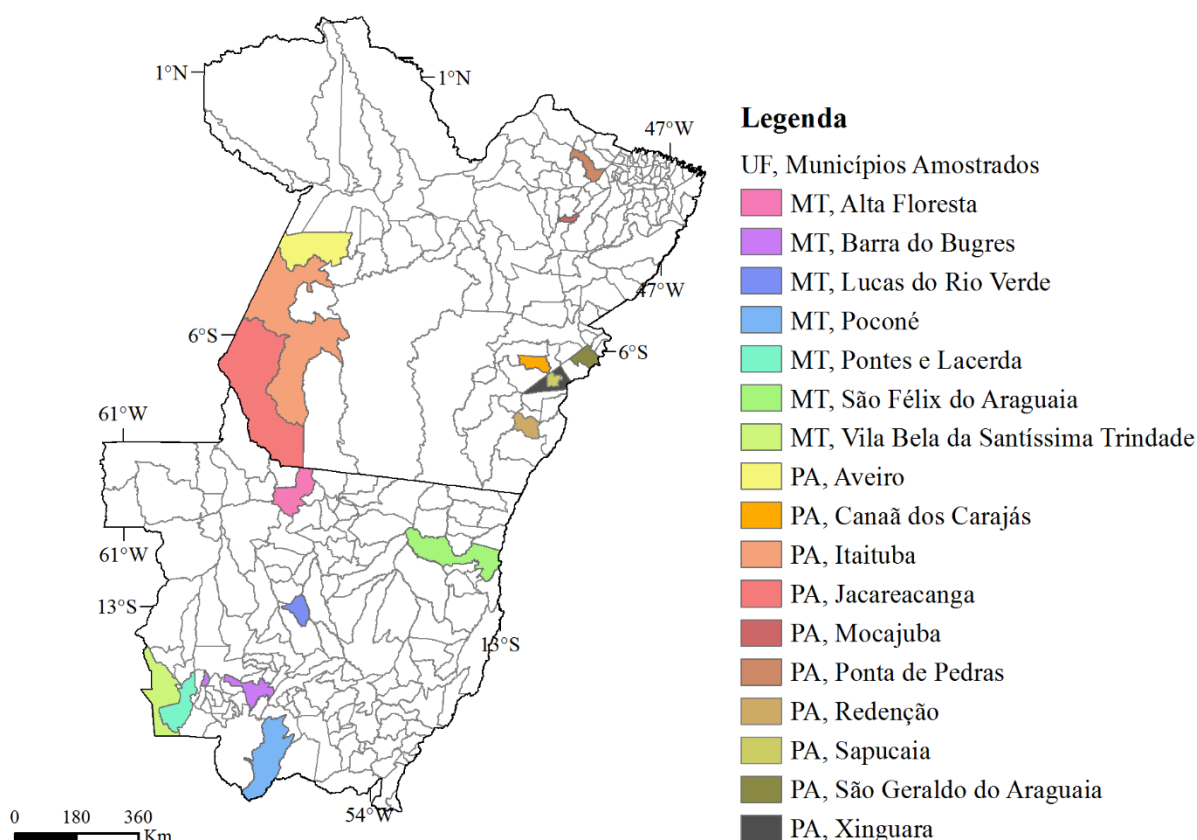 1°N
1°N
47°W
47°W
6°S
6°S
61°W
61°W
13°S
13°S
54°W
0 180 360
Km
Legenda
UF, Municípios Amostrados
MT, Alta Floresta
MT, Barra do Bugres
MT, Lucas do Rio Verde
MT, Poconé
MT, Pontes e Lacerda
MT, São Félix do Araguaia
MT, Vila Bela da Santíssima Trindade
PA, Aveiro
PA, Canaã dos Carajás
PA, Itaituba
PA, Jacareacanga
PA, Mocajuba
PA, Ponta de Pedras
PA, Redenção
PA, Sapucaia
PA, São Geraldo do Araguaia
PA, Xinguara